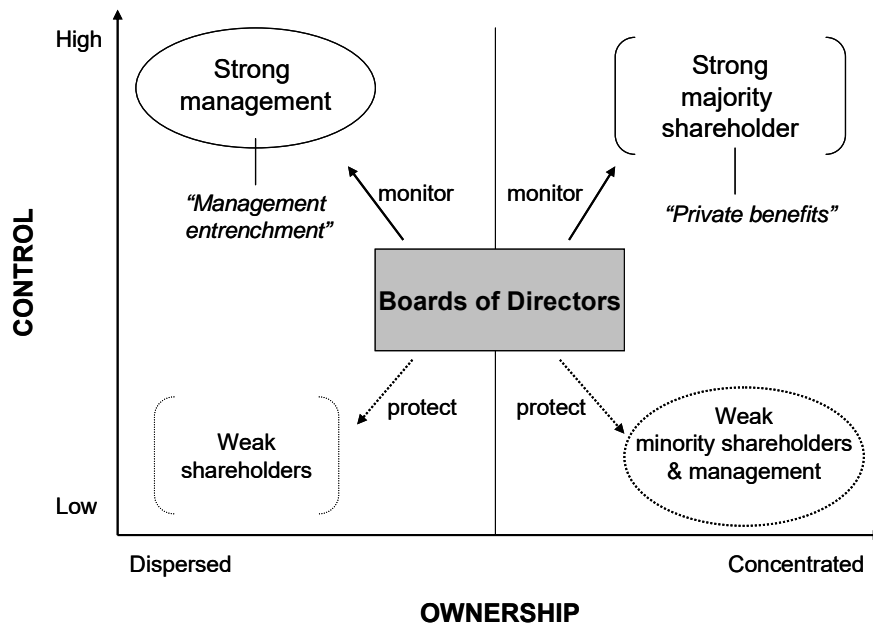 High
Strong
management
Strong
majority
shareholder
monitor
monitor
“Management
entrenchment”
“Private benefits”
CONTROL
Boards of Directors
protect
protect
Weak
shareholders
Weak
minority shareholders
& management
Low
Dispersed
Concentrated
OWNERSHIP